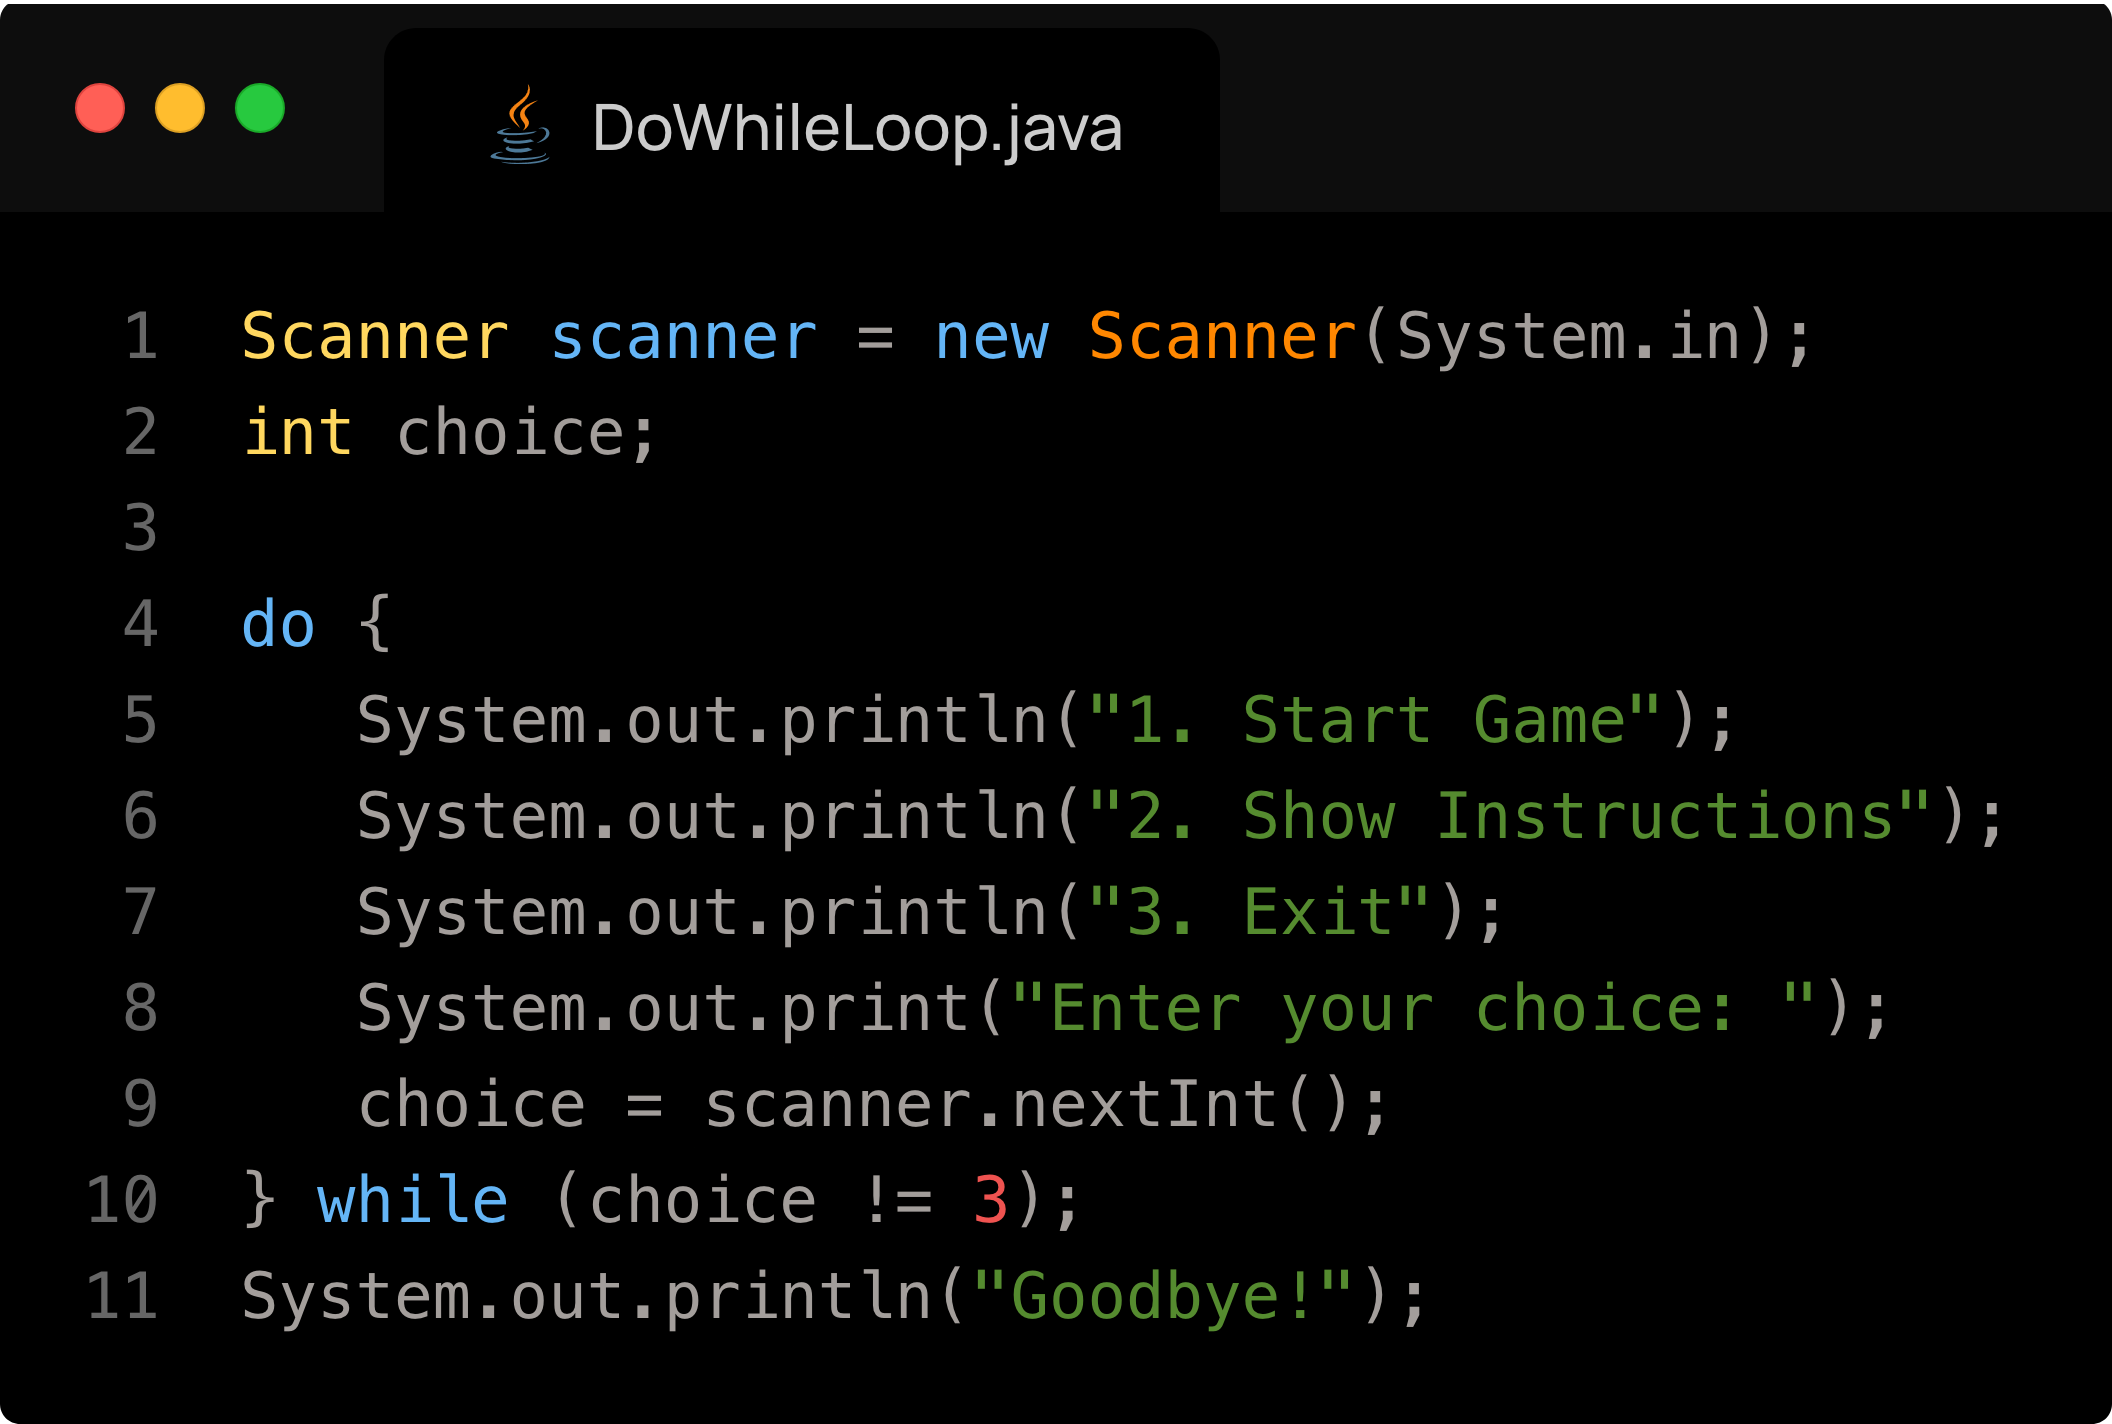 DoWhileLoop.java
1 Scanner scanner = new Scanner(System.in);
2 int choice;
3
4 do {
5    System.out.println("1. Start Game");
6    System.out.println("2. Show Instructions");
7    System.out.println("3. Exit");
8    System.out.print("Enter your choice: ");
9    choice = scanner.nextInt();
10 } while (choice != 3);
11 System.out.println("Goodbye!");